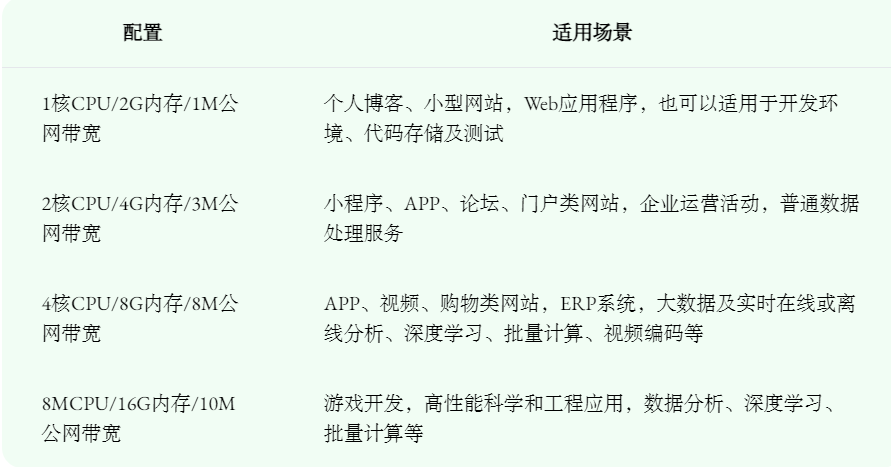 配置 适用场景
1核CPU/2G内存/1M公
网带宽
个人博客、小型网站，Web应用程序，也可以适用于开发环
境、代码存储及测试
2核CPU/4G内存/3M公
网带宽
小程序、APP、论坛、门户类网站，企业运营活动，普通数据
处理服务
4核CPU/8G内存/8M公
网带宽
APP、视频、购物类网站，ERP系统，大数据及实时在线或离
线分析、深度学习、批量计算、视频编码等
8MCPU/16G内存/10M
公网带宽
游戏开发，高性能科学和工程应用，数据分析、深度学习、
批量计算等